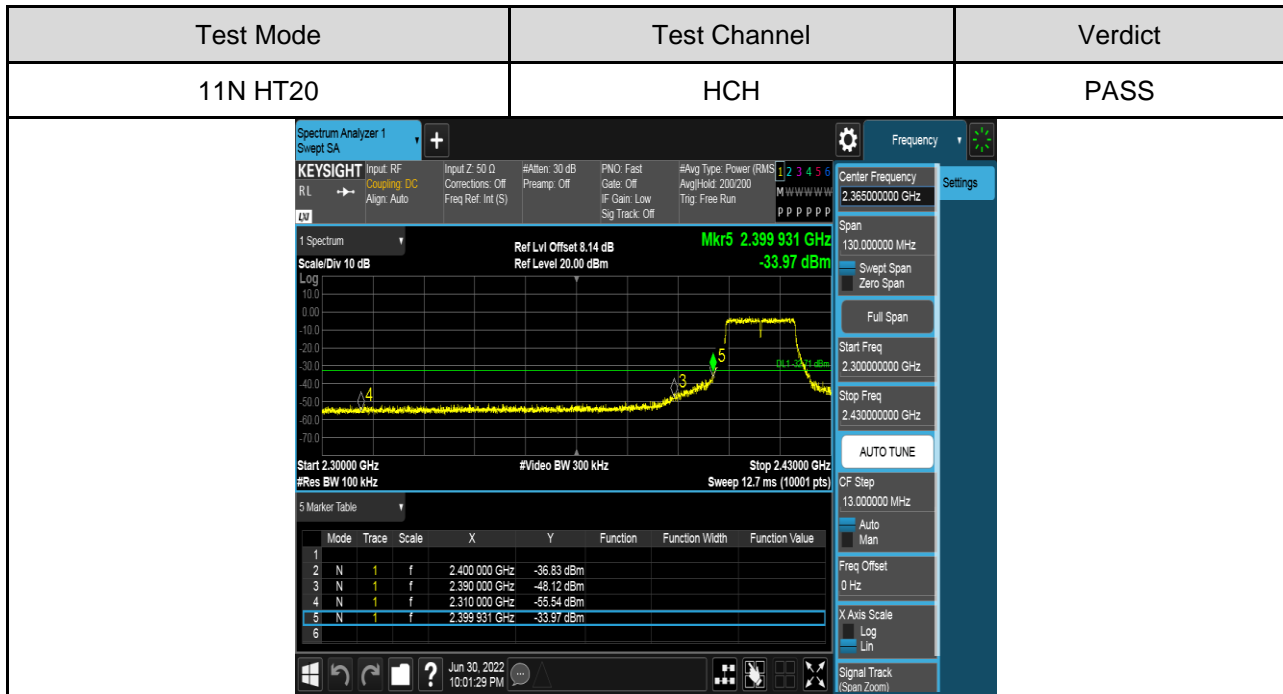 Test Mode Test Channel Verdict
11N HT20 HCH PASS
Spectrum Analyzer 1
Swept SA
+
Frequency
KEYSIGHT
RL
LXI
Input: RF
Coupling: DC
Align: Auto
Input Z: 50 Ω
Corrections: Off
Freq Ref: Int (S)
#Atten: 30 dB
Preamp: Off
PNO: Fast
Gate: Off
IF Gain: Low
Sig Track: Off
#Avg Type: Power (RMS
Avg|Hold: 200/200
Trig: Free Run
1 2 3 4 5 6
M W W W W W
P P P P P P
1 Spectrum
Scale/Div 10 dB
Log
Ref Lvl Offset 8.14 dB
Ref Level 20.00 dBm
Mkr5 2.399 931 GHz
-33.97 dBm
10.0
0.00
-10.0
-20.0
-30.0
-40.0
-50.0
-60.0
-70.0
4
3
5
DL1 -32.71 dBm
Start 2.30000 GHz #Video BW 300 kHz Stop 2.43000 GHz
#Res BW 100 kHz Sweep 12.7 ms (10001 pts)
5 Marker Table
Mode Trace Scale X Y Function Function Width Function Value
1
2 N 1 f 2.400 000 GHz -36.83 dBm
3 N 1 f 2.390 000 GHz -48.12 dBm
4 N 1 f 2.310 000 GHz -55.54 dBm
5 N 1 f 2.399 931 GHz -33.97 dBm
6
?
Jun 30, 2022
10:01:29 PM
Center Frequency
2.365000000 GHz
Settings
Span
130.000000 MHz
Swept Span
Zero Span
Full Span
Start Freq
2.300000000 GHz
Stop Freq
2.430000000 GHz
AUTO TUNE
CF Step
13.000000 MHz
Auto
Man
Freq Offset
0 Hz
X Axis Scale
Log
Lin
Signal Track
(Span Zoom)